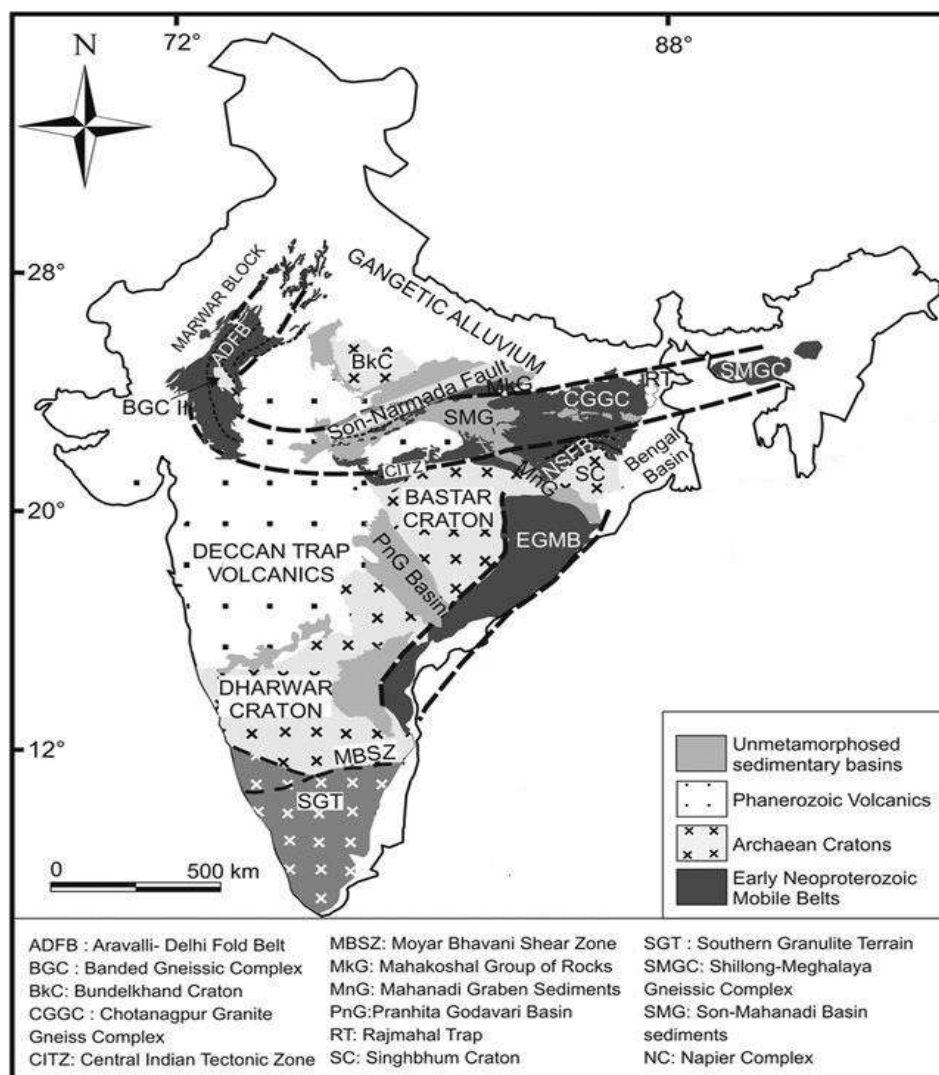 72°
88°
N
28°
MARWAR BLOCK
GANGETIC ALLUVIUM
ADFB
BkC
RT
SMGC
MkG
BGC II
Son-Narmada Fault
CGGC
SMG
NSFB
Bengal
Basin
CITZ
MnG
SC
20°
BASTAR
CRATON
EGMB
DECCAN TRAP
VOLCANICS
PnG Basin
DHARWAR
CRATON
12°
MBSZ
SGT
0
500 km
Unmetamorphosed
sedimentary basins
Phanerozoic Volcanics
Archaean Cratons
Early Neoproterozoic
Mobile Belts
ADFB : Aravalli- Delhi Fold Belt
BGC : Banded Gneissic Complex
BkC: Bundelkhand Craton
CGGC : Chotanagpur Granite
Gneiss Complex
CITZ: Central Indian Tectonic Zone
MBSZ: Moyar Bhavani Shear Zone
MkG: Mahakoshal Group of Rocks
MnG: Mahanadi Graben Sediments
PnG:Pranhita Godavari Basin
RT: Rajmahal Trap
SC: Singhbhum Craton
SGT : Southern Granulite Terrain
SMGC: Shillong-Meghalaya
Gneissic Complex
SMG: Son-Mahanadi Basin
sediments
NC: Napier Complex